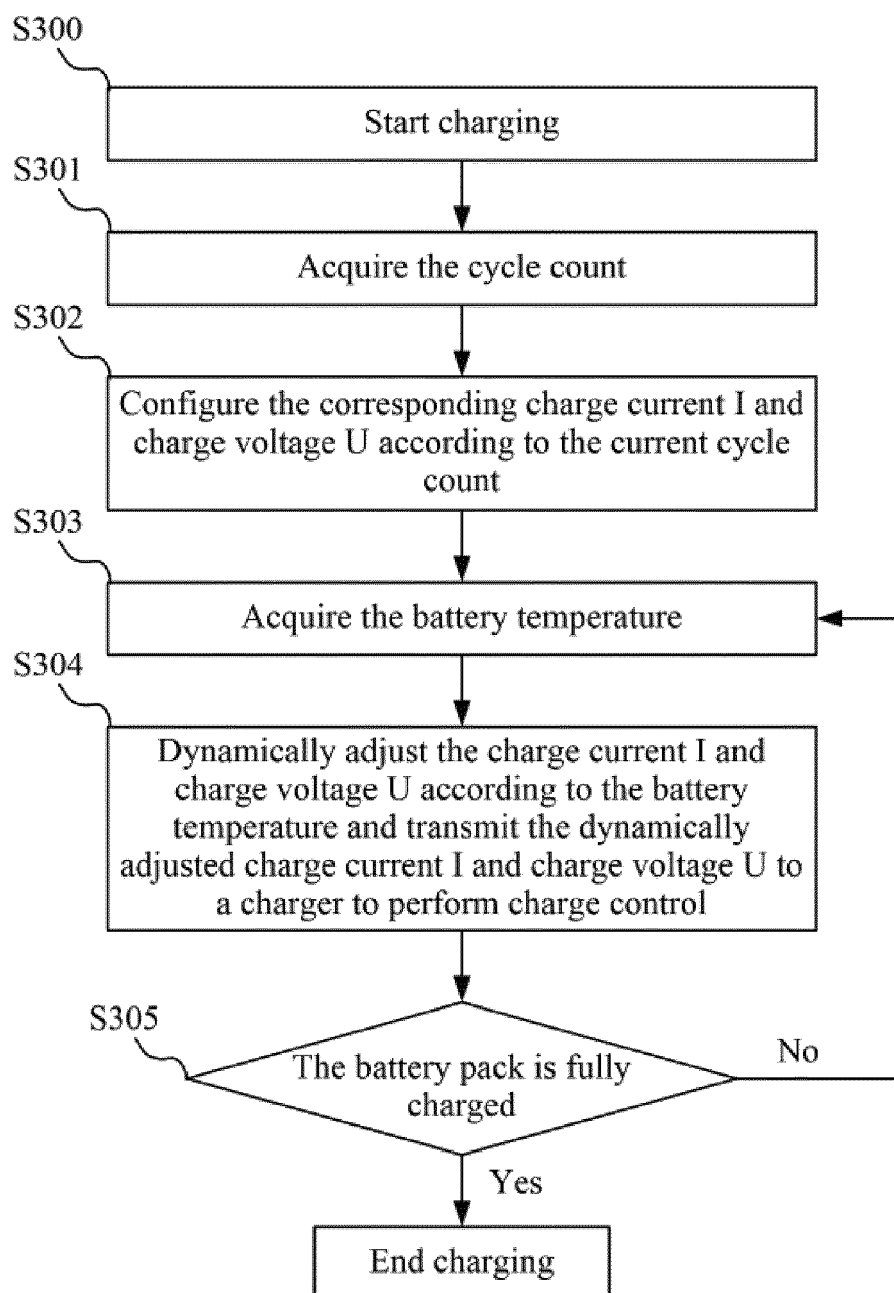 S300
Start charging
S301
Acquire the cycle count
S302
Configure the corresponding charge current I and
charge voltage U according to the current cycle
count
S303
Acquire the battery temperature
S304
Dynamically adjust the charge current I and
charge voltage U according to the battery
temperature and transmit the dynamically
adjusted charge current I and charge voltage U to
a charger to perform charge control
S305
The battery pack is fully
charged
No
Yes
End charging